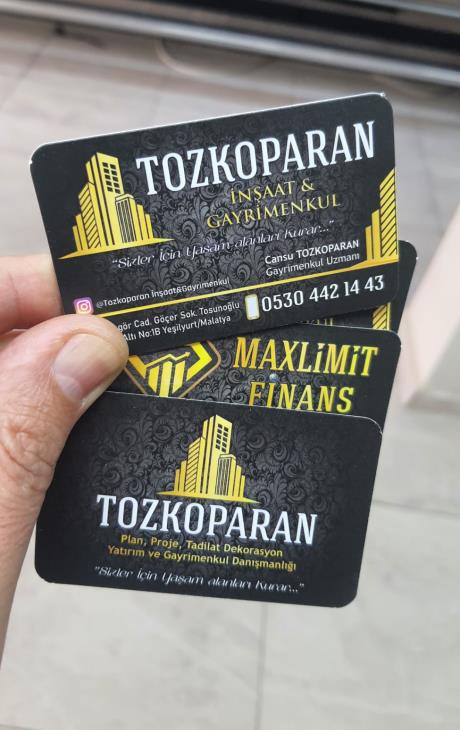 TOZKOPARAN
İNŞAAT &
GAYRİMENKUL
"Sizler İçin Yaşam alanları Kurar..."
Cansu TOZKOPARAN
Gayrimenkul Uzmanı
@Tozkoparan İnşaat&Gayrimenkul
Cad. Göçer Sok. Tosunoğlu
Altı No:1B Yeşilyurt/Malatya
0530 442 14 43
MAXLİMİT
FİNANS
TOZKOPARAN
Plan, Proje, Tadilat Dekorasyon
Yatırım ve Gayrimenkul Danışmanlığı
"Sizler İçin Yaşam alanları Kurar..."